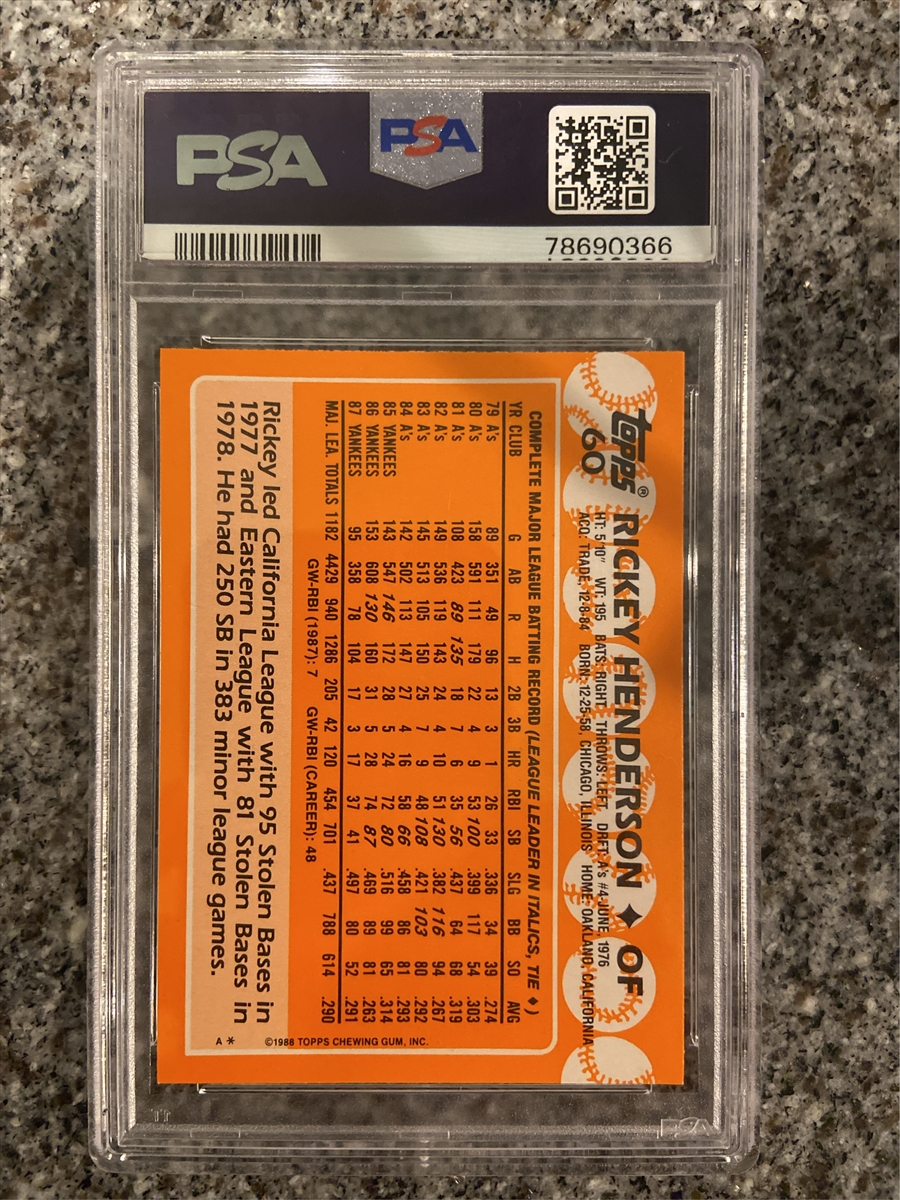 PSA
PSA
78690366
topps®
60
RICKEY HENDERSON ♦ OF
HT: 5'10" WT: 195 BATS: RIGHT THROWS: LEFT DRFT: A's #4-JUNE, 1976
ACQ: TRADE, 12-8-84 BORN: 12-25-58, CHICAGO, ILLINOIS HOME: OAKLAND, CALIFORNIA
COMPLETE MAJOR LEAGUE BATTING RECORD (LEAGUE LEADER IN ITALICS, TIE ♦)
YR CLUB G AB R H 2B 3B HR RBI SB SLG BB SO AVG
79 A's 89 351 49 96 13 3 1 26 33 .336 34 39 .274
80 A's 158 591 111 179 22 4 9 53 100 .399 117 54 .303
81 A's 108 423 89 135 18 7 6 35 56 .437 64 68 .319
82 A's 149 536 119 143 24 4 10 51 130 .382 116 94 .267
83 A's 145 513 105 150 25 7 9 48 108 .421 103 80 .292
84 A's 142 502 113 147 27 4 16 58 66 .458 86 81 .293
85 YANKEES 143 547 146 172 28 5 24 72 80 .516 99 65 .314
86 YANKEES 153 608 130 160 31 5 28 74 87 .469 89 81 .263
87 YANKEES 95 358 78 104 17 3 17 37 41 .497 80 52 .291
MAJ. LEA. TOTALS 1182 4429 940 1286 205 42 120 454 701 .437 788 614 .290
GW-RBI (1987): 7 GW-RBI (CAREER): 48
Rickey led California League with 95 Stolen Bases in
1977 and Eastern League with 81 Stolen Bases in
1978. He had 250 SB in 383 minor league games.
A *
©1988 TOPPS CHEWING GUM, INC.
PSA